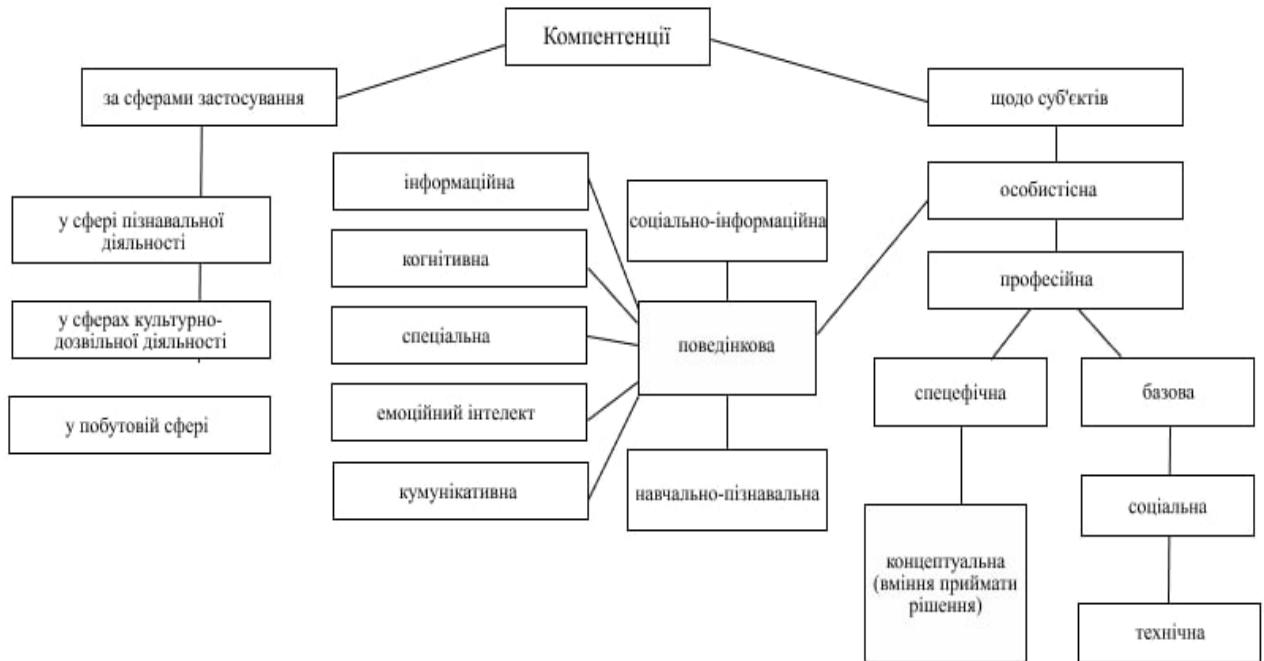 Компентенції
за сферами застосування
щодо суб'єктів
інформаційна
соціально-інформаційна
особистісна
у сфері пізнавальної
діяльності
когнітивна
професійна
у сферах культурно-
дозвільної діяльності
спеціальна
поведінкова
спецефічна
базова
у побутовій сфері
емоційний інтелект
кумунікативна
навчально-пізнавальна
соціальна
концептуальна
(вміння приймати
рішення)
технічна